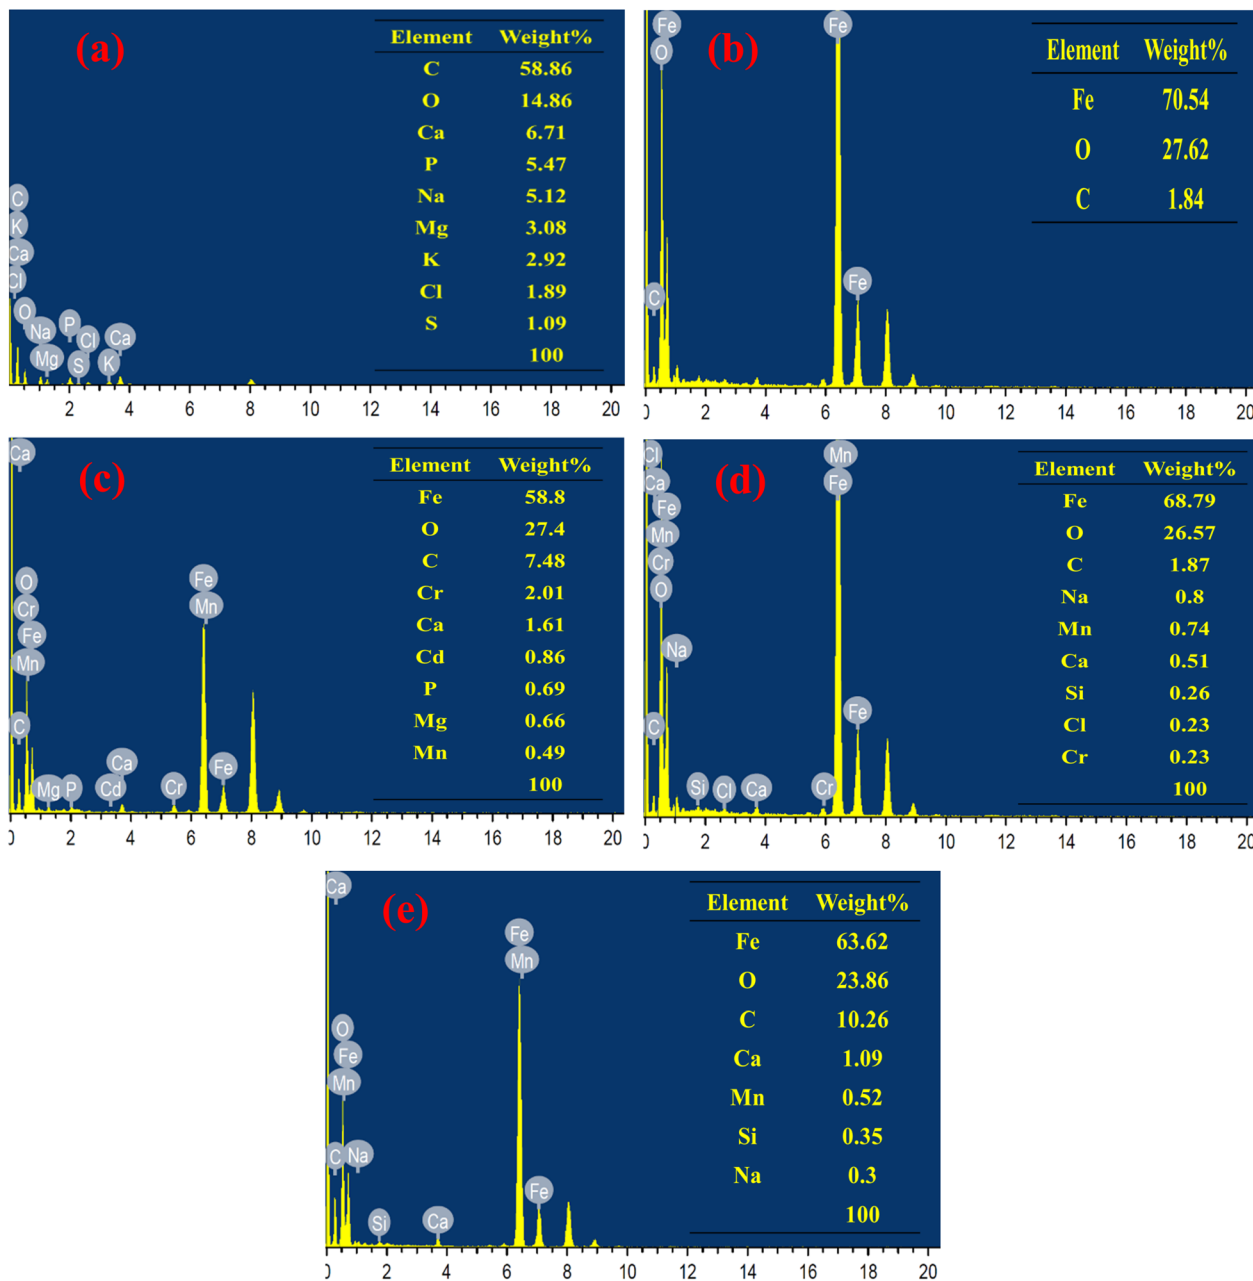 (a)
Element Weight%
C 58.86
O 14.86
Ca 6.71
P 5.47
Na 5.12
Mg 3.08
K 2.92
Cl 1.89
S 1.09
100
C
K
Ca
Cl
O
Na
Mg
P
S
Cl
K
Ca
2 4 6 8 10 12 14 16 18 20
(b)
Element Weight%
Fe 70.54
O 27.62
C 1.84
Fe
O
C
Fe
Fe
0 2 4 6 8 10 12 14 16 18 20
(c)
Element Weight%
Fe 58.8
O 27.4
C 7.48
Cr 2.01
Ca 1.61
Cd 0.86
P 0.69
Mg 0.66
Mn 0.49
100
Ca
O
Cr
Fe
Mn
C
Mg
P
Cd
Ca
Cr
Fe
Mn
Fe
0 2 4 6 8 10 12 14 16 18 20
(d)
Element Weight%
Fe 68.79
O 26.57
C 1.87
Na 0.8
Mn 0.74
Ca 0.51
Si 0.26
Cl 0.23
Cr 0.23
100
Cl
Ca
Fe
Mn
Cr
O
Na
C
Si
Cl
Ca
Cr
Mn
Fe
Fe
0 2 4 6 8 10 12 14 16 18 20
(e)
Element Weight%
Fe 63.62
O 23.86
C 10.26
Ca 1.09
Mn 0.52
Si 0.35
Na 0.3
100
Ca
O
Fe
Mn
C
Na
Si
Ca
Fe
Mn
Fe
0 2 4 6 8 10 12 14 16 18 20